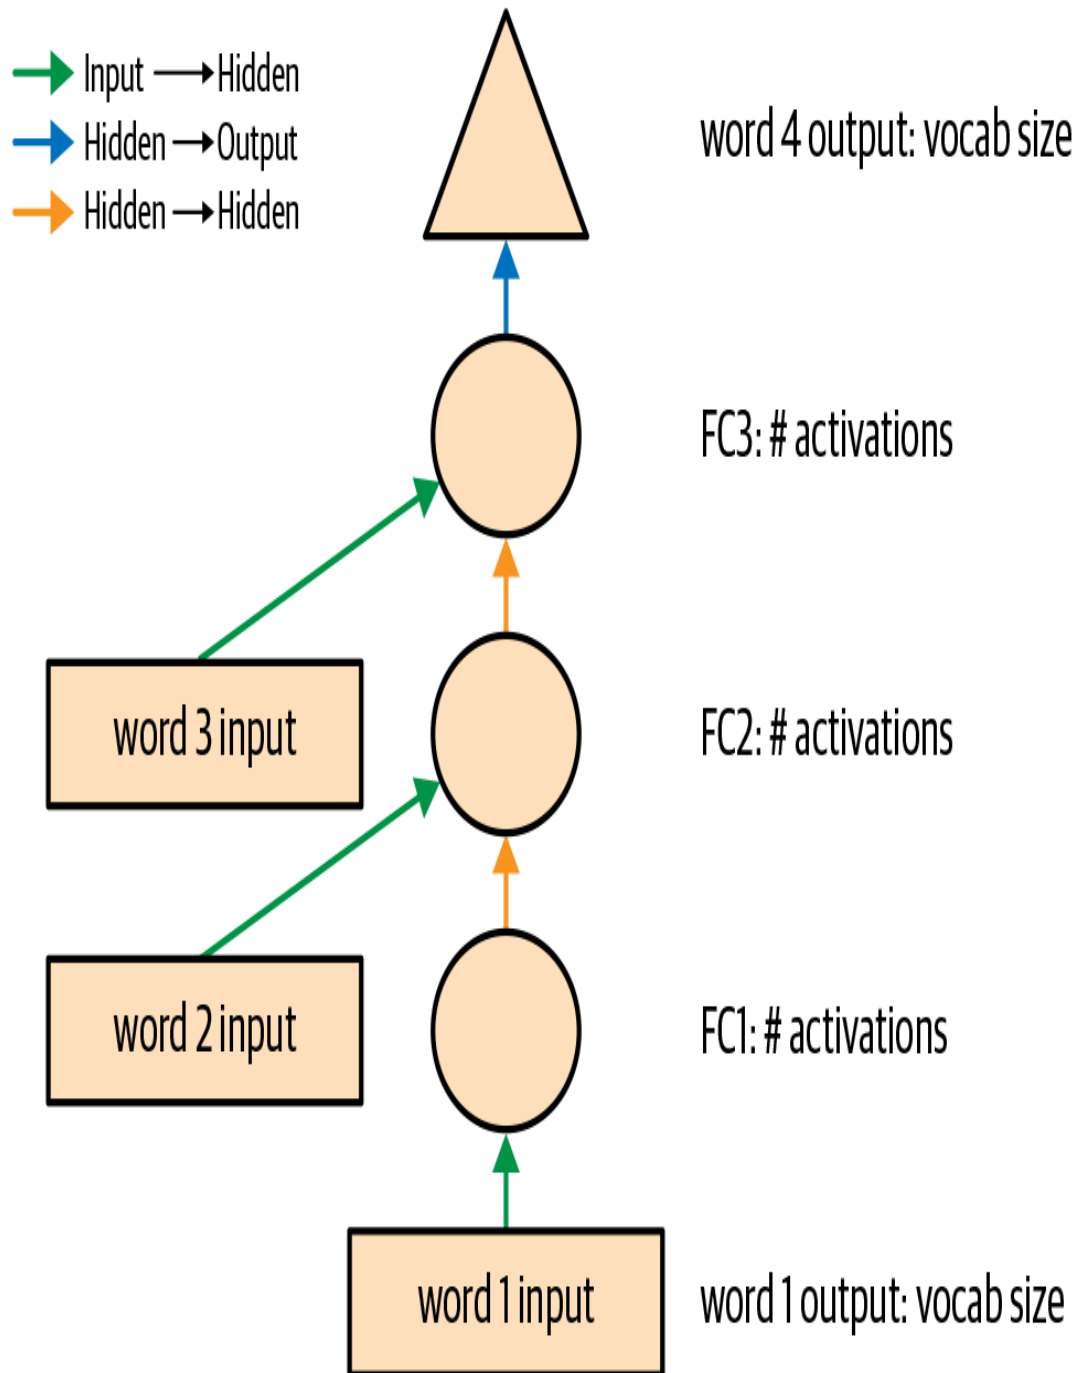 Input → Hidden
Hidden → Output
Hidden → Hidden
word 4 output: vocab size
FC3: # activations
word 3 input
FC2: # activations
word 2 input
FC1: # activations
word 1 input
word 1 output: vocab size